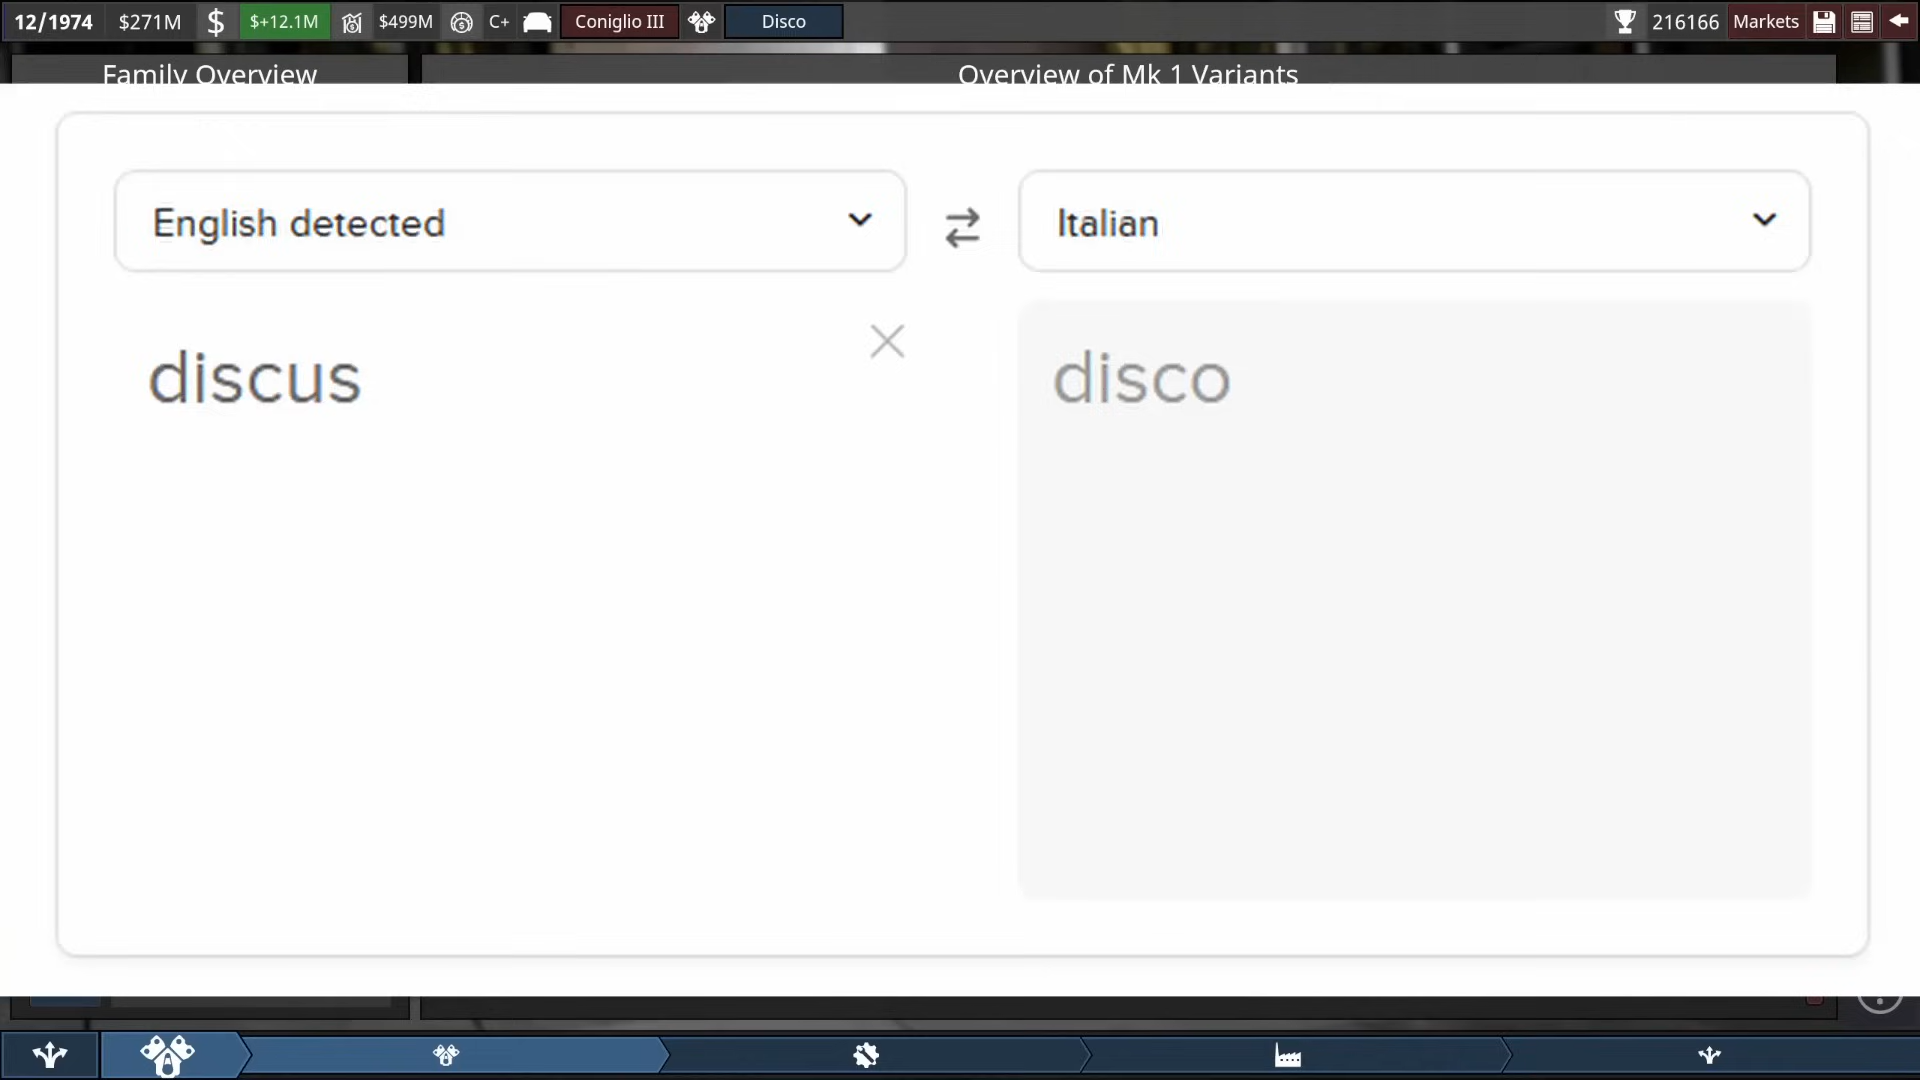 12/1974 $271M $+12.1M $499M C+ Coniglio III Disco 216166 Markets
Family Overview Overview of Mk 1 Variants
English detected Italian
discus disco